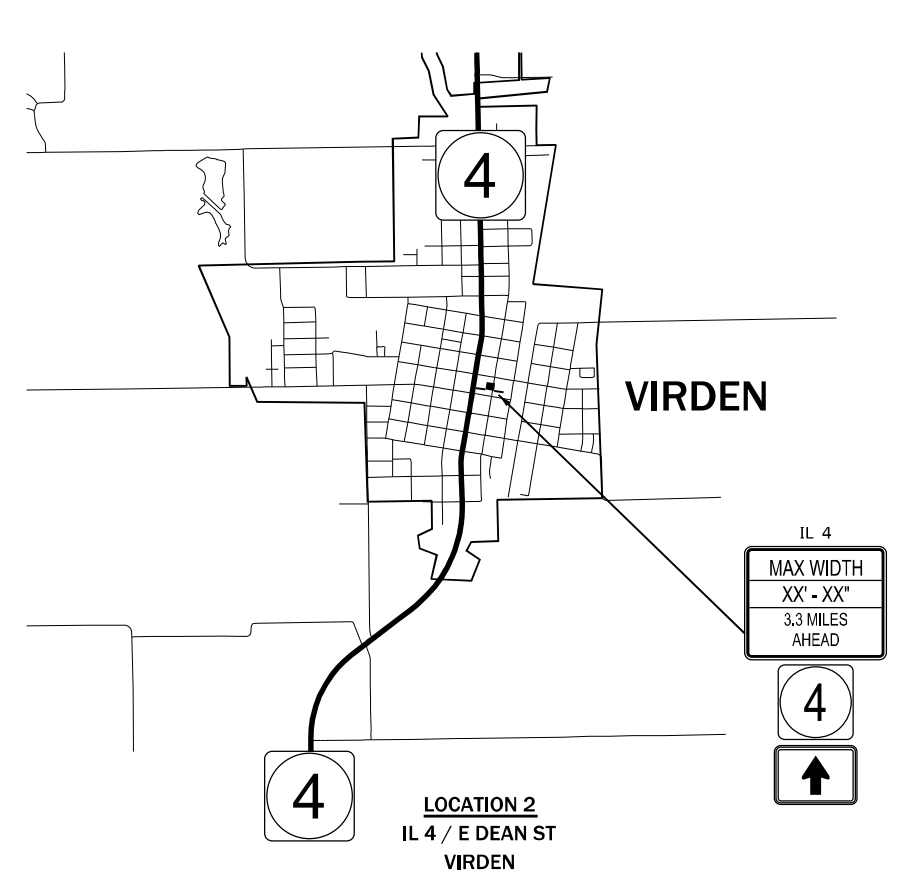 4
VIRDEN
IL 4
MAX WIDTH
XX' - XX"
3.3 MILES
AHEAD
4
4
LOCATION 2
IL 4 / E DEAN ST
VIRDEN